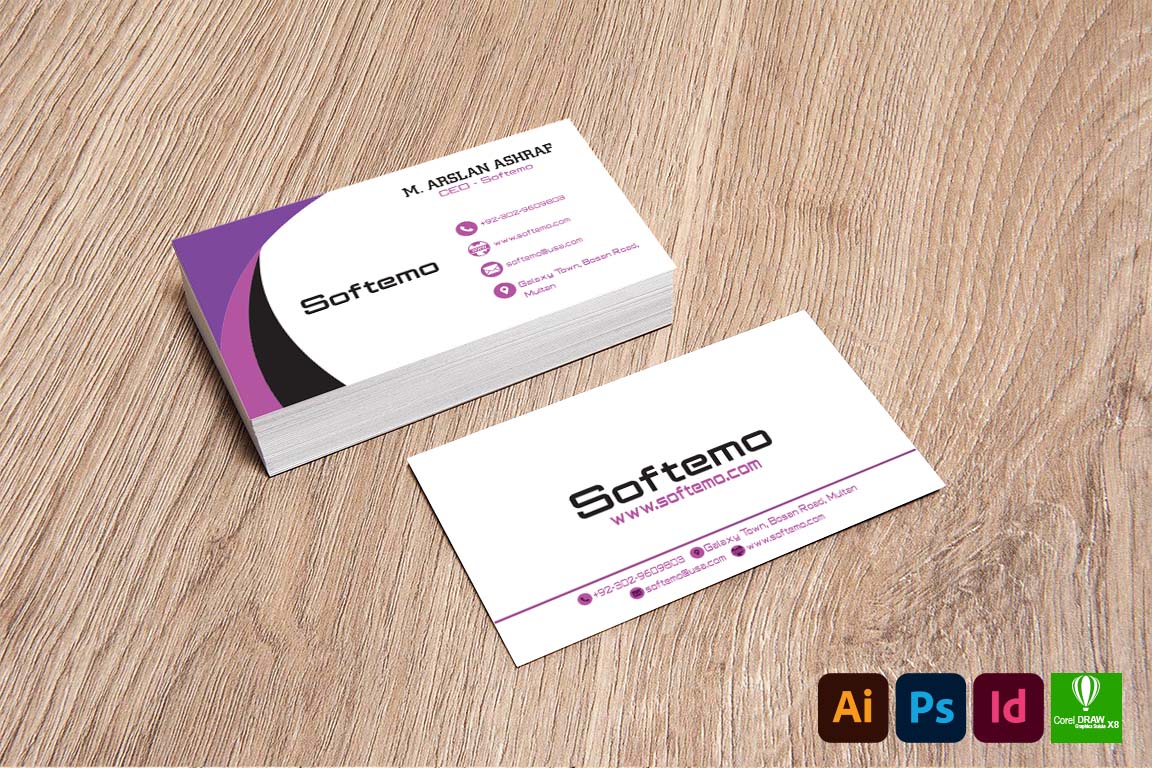 M. ARSLAN ASHRAF
CEO - Softemo
+92-302-9609803
www.softemo.com
softemo@usa.com
Galaxy Town, Bosan Road,
Multan
Softemo
Softemo
www.softemo.com
+92-302-9609803 Galaxy Town, Bosan Road, Multan
softemo@usa.com www.softemo.com
Ai Ps Id
Corel DRAW
X8